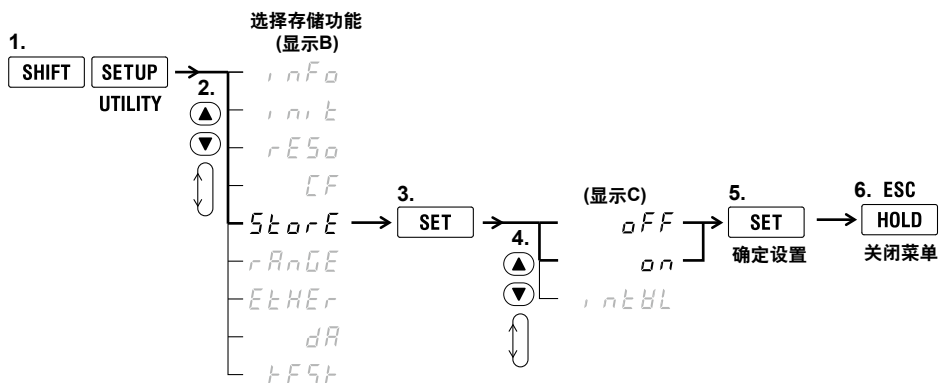 选择存储功能
(显示B)
1.
SHIFT SETUP
UTILITY
2.
inFo
init
rESo
CF
StorE
rAnGE
EtHEr
dA
tESt
3.
SET
4.
(显示C)
oFF
on
intVAL
5.
SET
确定设置
6. ESC
HOLD
关闭菜单